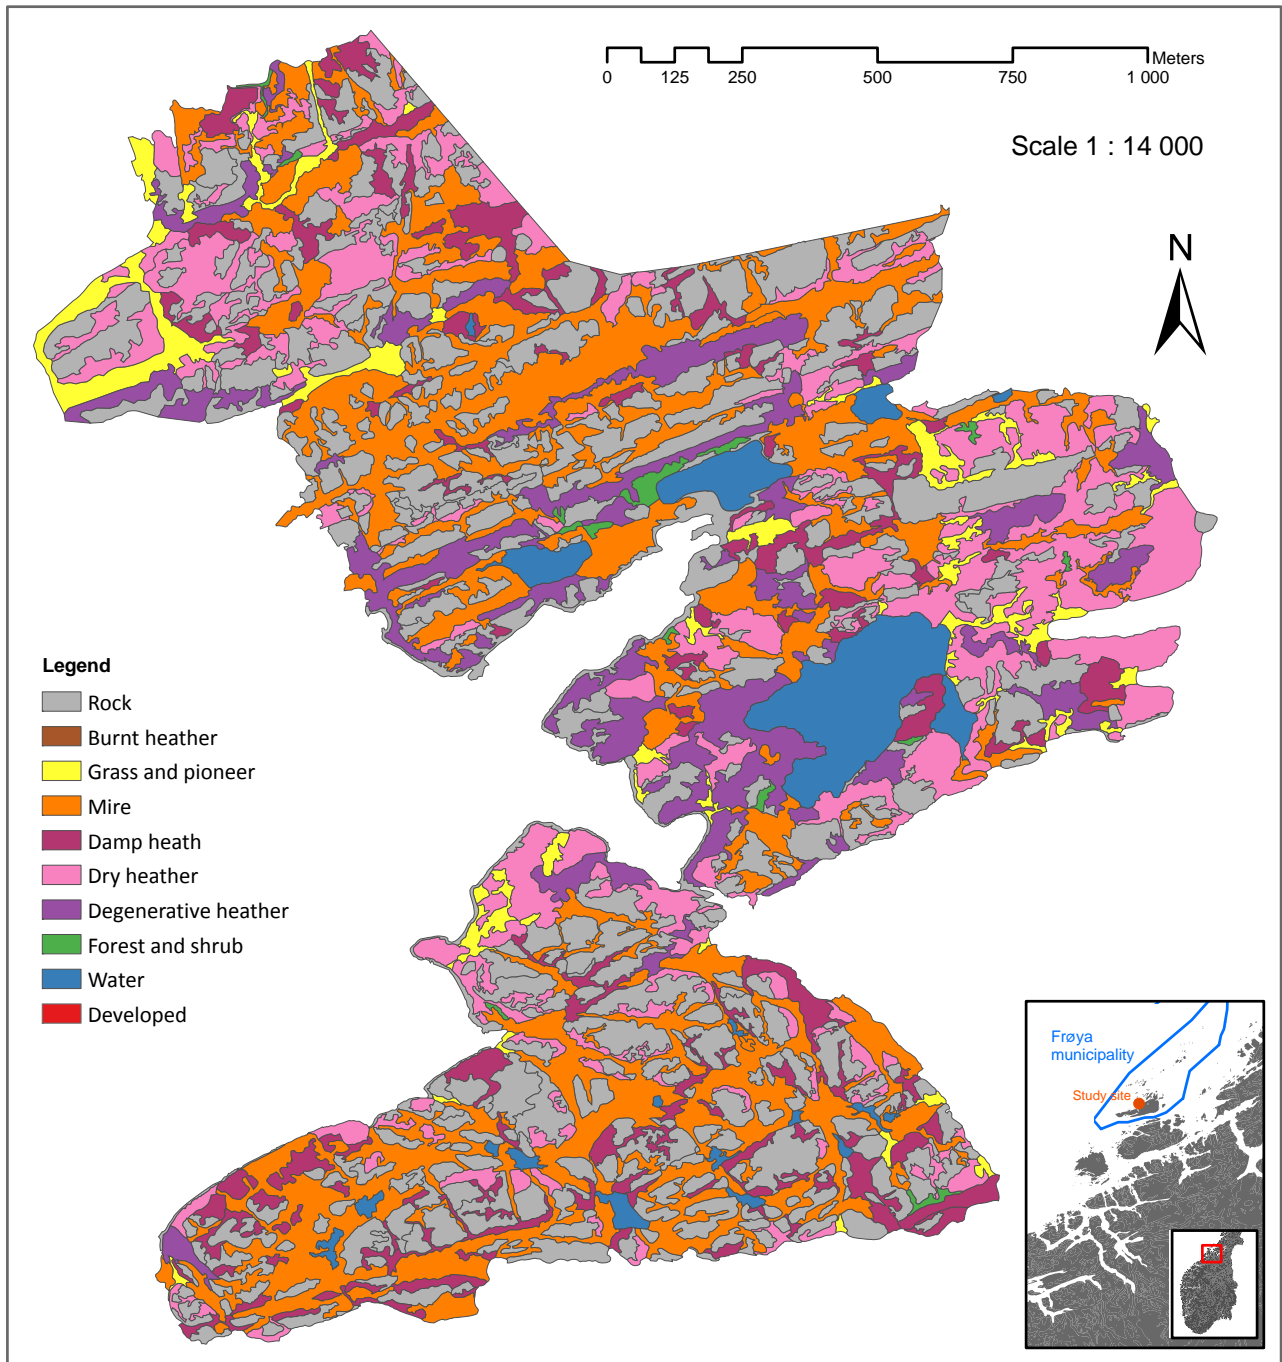 Meters
0 125 250 500 750 1 000
Scale 1 : 14 000
N
Legend
Rock
Burnt heather
Grass and pioneer
Mire
Damp heath
Dry heather
Degenerative heather
Forest and shrub
Water
Developed
Frøya
municipality
Study site